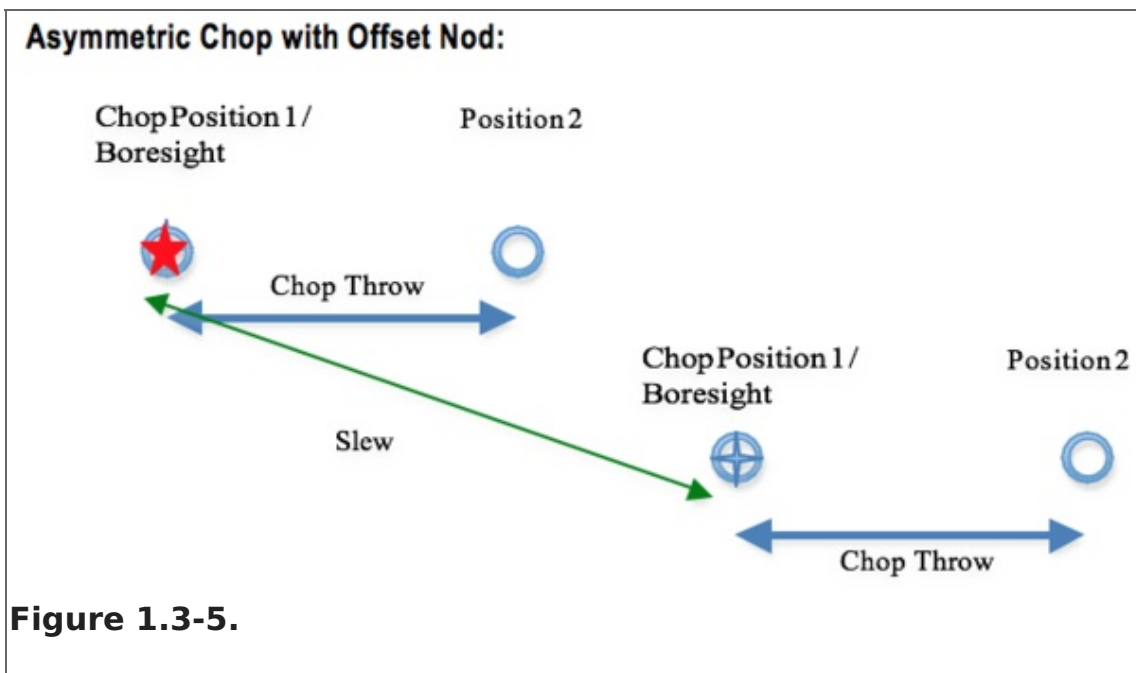 Asymmetric Chop with Offset Nod:
Chop Position 1/
Boresight
Position 2
Chop Throw
Chop Position 1/
Boresight
Position 2
Slew
Chop Throw
Figure 1.3-5.